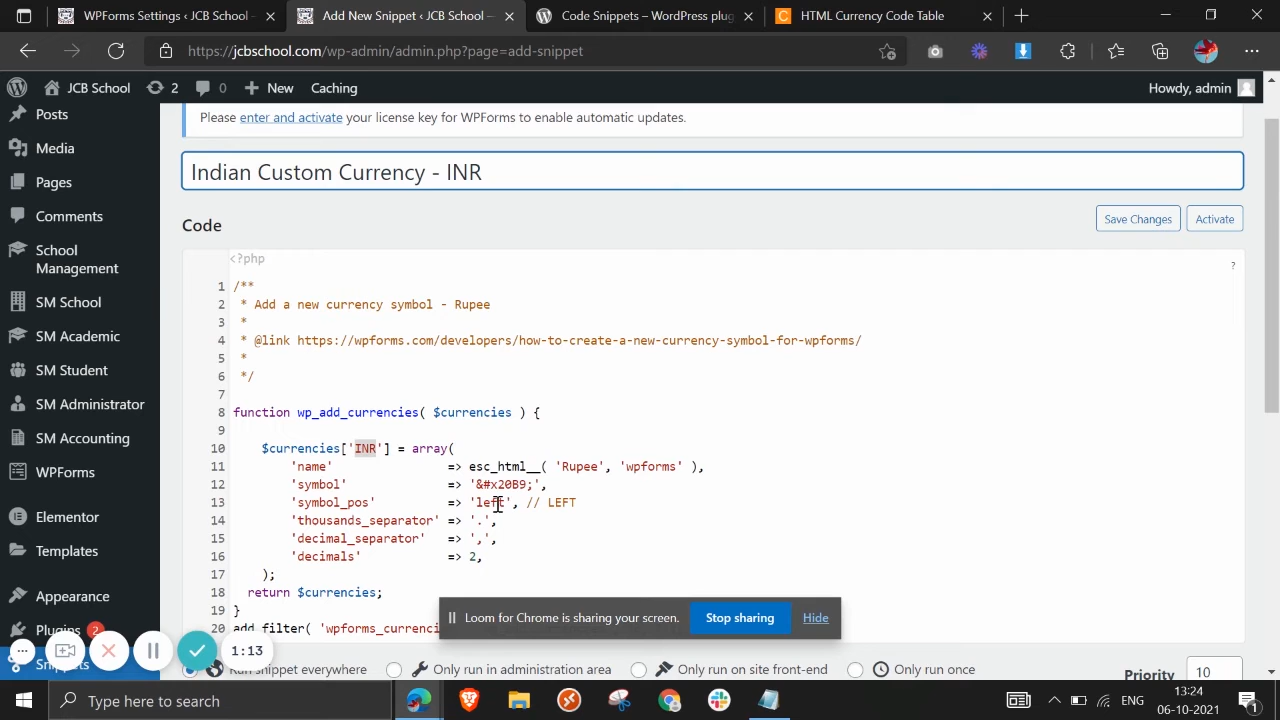 WPForms Settings ‹ JCB School —
Add New Snippet ‹ JCB School —
Code Snippets – WordPress plug
HTML Currency Code Table
https://jcbschool.com/wp-admin/admin.php?page=add-snippet
JCB School
2
0
New
Caching
Howdy, admin
Posts
Media
Pages
Comments
School
Management
SM School
SM Academic
SM Student
SM Administrator
SM Accounting
WPForms
Elementor
Templates
Appearance
Plugins 2
Snippets
Please enter and activate your license key for WPForms to enable automatic updates.
Indian Custom Currency - INR
Code
Save Changes
Activate
<?php
?
1 /**
2 * Add a new currency symbol - Rupee
3 *
4 * @link https://wpforms.com/developers/how-to-create-a-new-currency-symbol-for-wpforms/
5 *
6 */
7
8 function wp_add_currencies( $currencies ) {
9
10 $currencies['INR'] = array(
11 'name' => esc_html__( 'Rupee', 'wpforms' ),
12 'symbol' => '&#x20B9;',
13 'symbol_pos' => 'left', // LEFT
14 'thousands_separator' => '.',
15 'decimal_separator' => ',',
16 'decimals' => 2,
17 );
18 return $currencies;
19 }
20 add_filter( 'wpforms_currenci
Loom for Chrome is sharing your screen.
Stop sharing
Hide
1:13
Run snippet everywhere
Only run in administration area
Only run on site front-end
Only run once
Priority
10
Type here to search
ENG
13:24
06-10-2021
1